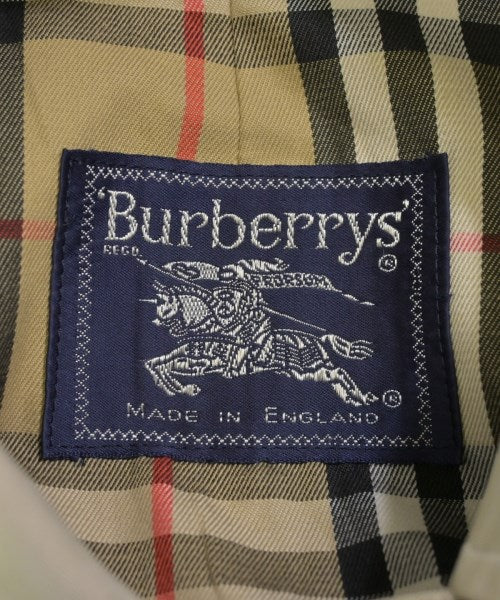 'Burberrys'
REGD.
®
PRORSUM
®
MADE IN ENGLAND